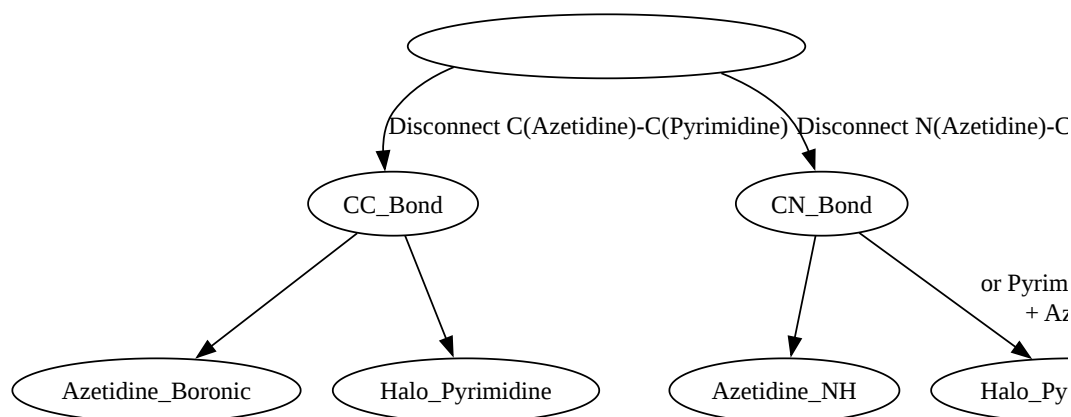 Disconnect C(Azetidine)-C(Pyrimidine)
Disconnect N(Azetidine)-C
CC_Bond
CN_Bond
or Pyrim
+ Az
Azetidine_Boronic
Halo_Pyrimidine
Azetidine_NH
Halo_Py